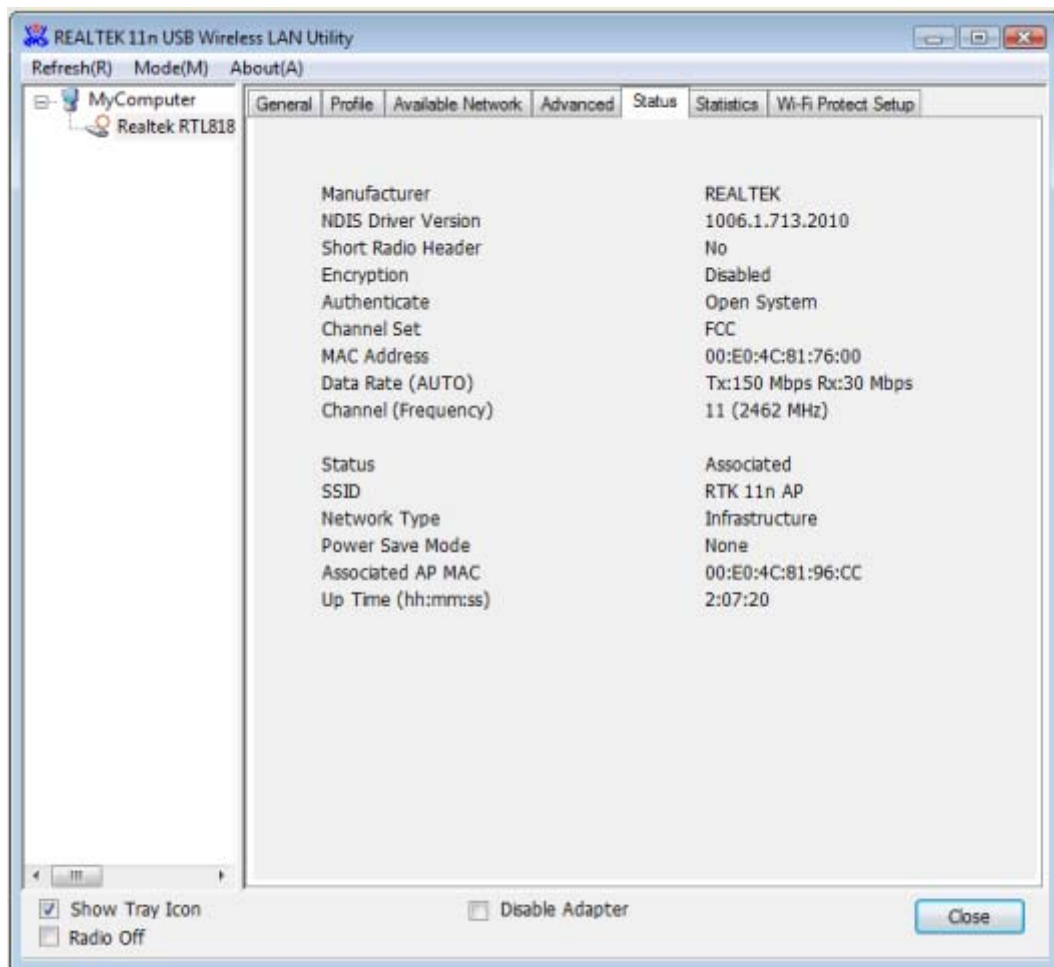 REALTEK 11n USB Wireless LAN Utility
Refresh(R) Mode(M) About(A)
MyComputer
Realtek RTL818
General Profile Available Network Advanced Status Statistics Wi-Fi Protect Setup
Manufacturer REALTEK
NDIS Driver Version 1006.1.713.2010
Short Radio Header No
Encryption Disabled
Authenticate Open System
Channel Set FCC
MAC Address 00:E0:4C:81:76:00
Data Rate (AUTO) Tx:150 Mbps Rx:30 Mbps
Channel (Frequency) 11 (2462 MHz)
Status Associated
SSID RTK 11n AP
Network Type Infrastructure
Power Save Mode None
Associated AP MAC 00:E0:4C:81:96:CC
Up Time (hh:mm:ss) 2:07:20
Show Tray Icon Disable Adapter Close
Radio Off